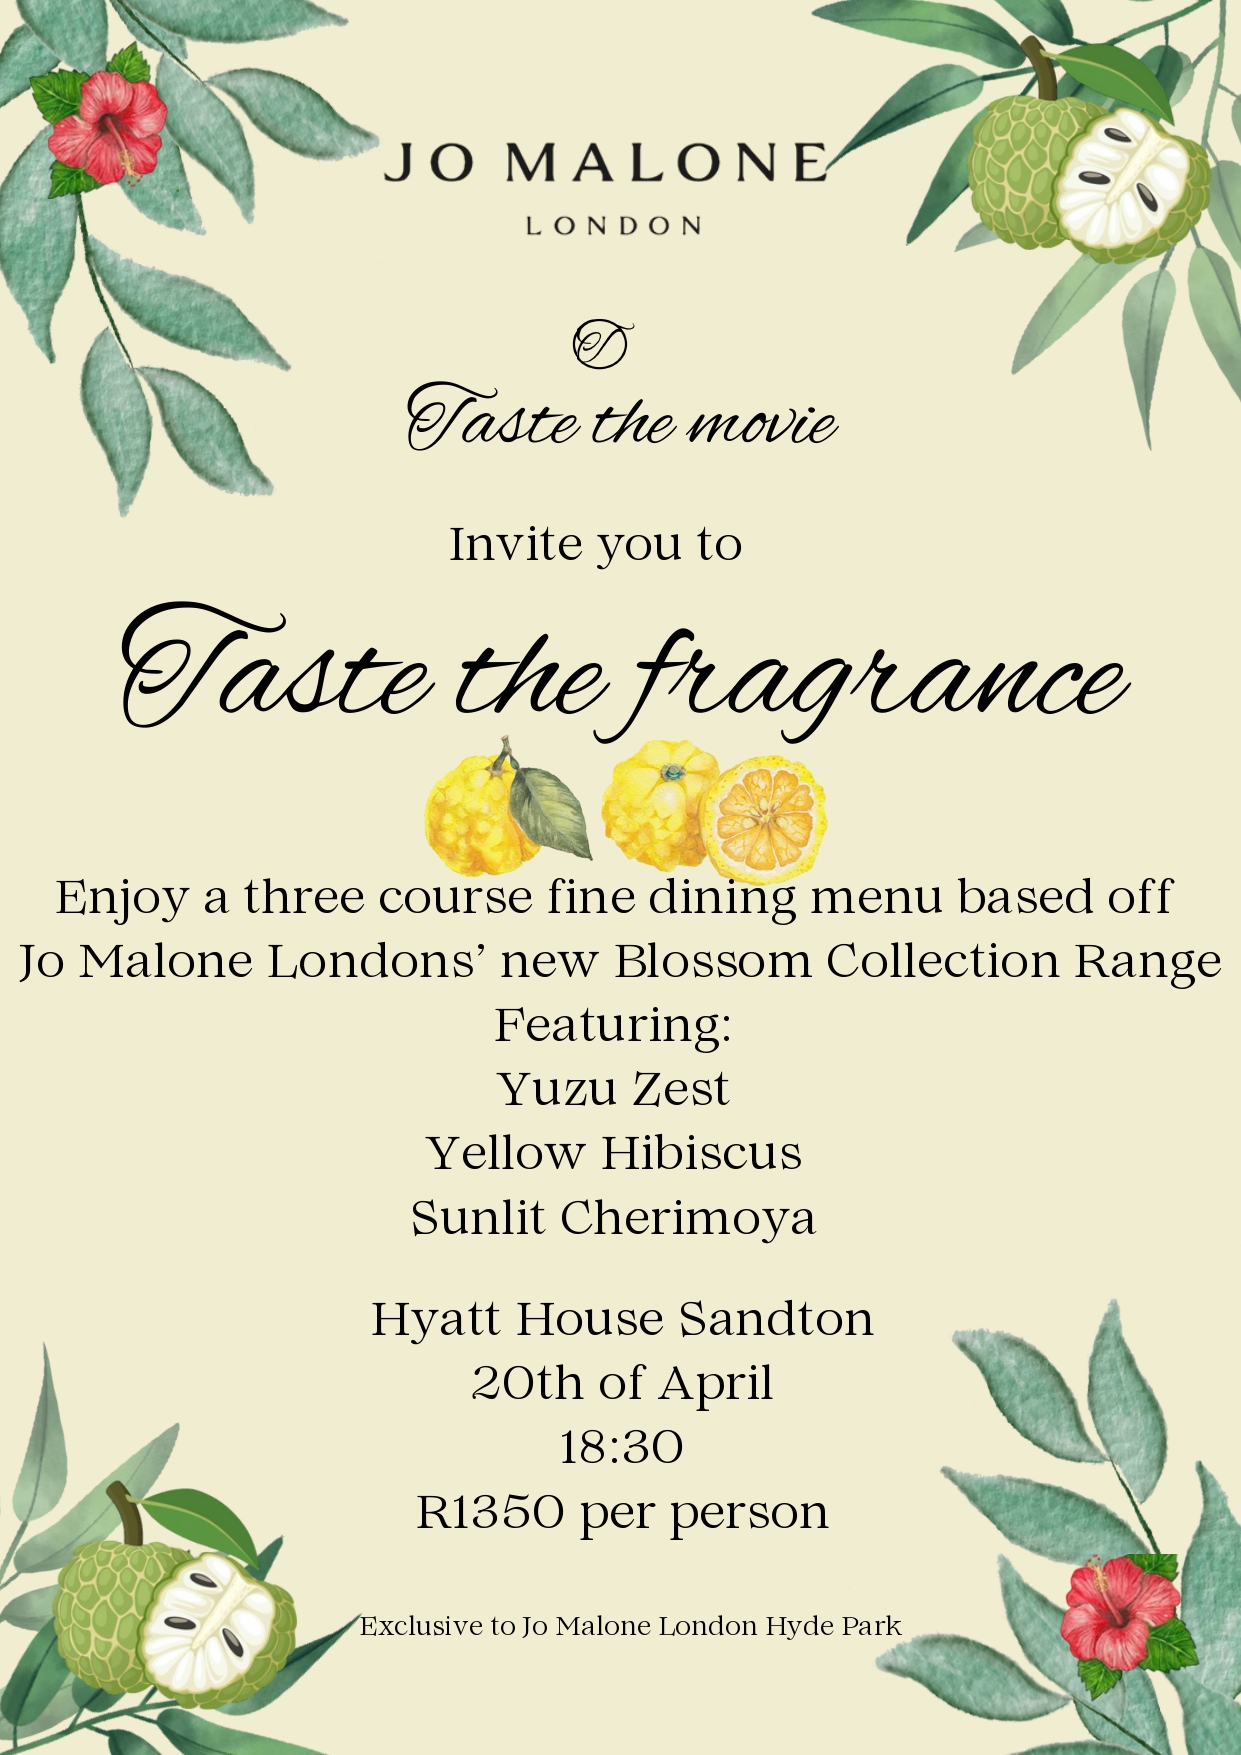 JO MALONE
LONDON
T
Taste the movie
Invite you to
Taste the fragrance
Enjoy a three course fine dining menu based off
Jo Malone Londons’ new Blossom Collection Range
Featuring:
Yuzu Zest
Yellow Hibiscus
Sunlit Cherimoya
Hyatt House Sandton
20th of April
18:30
R1350 per person
Exclusive to Jo Malone London Hyde Park